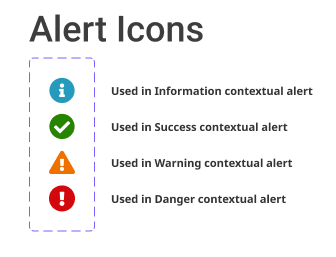 Alert Icons
Used in Information contextual alert
Used in Success contextual alert
Used in Warning contextual alert
Used in Danger contextual alert